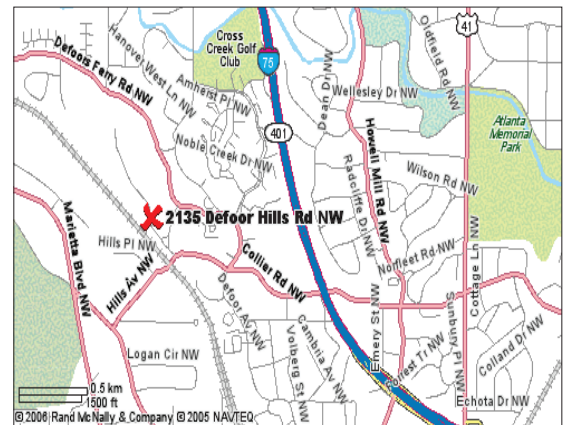 Cross
Creek Golf
Club
75
41
Oldfield Rd NW
Hanover West Ln NW
Defoors Ferry Rd NW
Amherst Pl NW
Dean Dr NW
Wellesley Dr NW
401
Noble Creek Dr NW
Howell Mill Rd NW
Atlanta
Memorial
Park
Radcliffe Dr NW
Wilson Rd NW
2135 Defoor Hills Rd NW
Marietta Blvd NW
Hills Pl NW
Hills Av NW
Collier Rd NW
Norfleet Rd NW
Cottage Ln NW
Defoor Av NW
Cambria Av NW
Volberg St NW
Emery St NW
Sunbury Pl NW
Forrest Tr NW
Colland Dr NW
Logan Cir NW
Echota Dr NW
0.5 km
1500 ft
© 2006 Rand McNally & Company © 2005 NAVTEQ